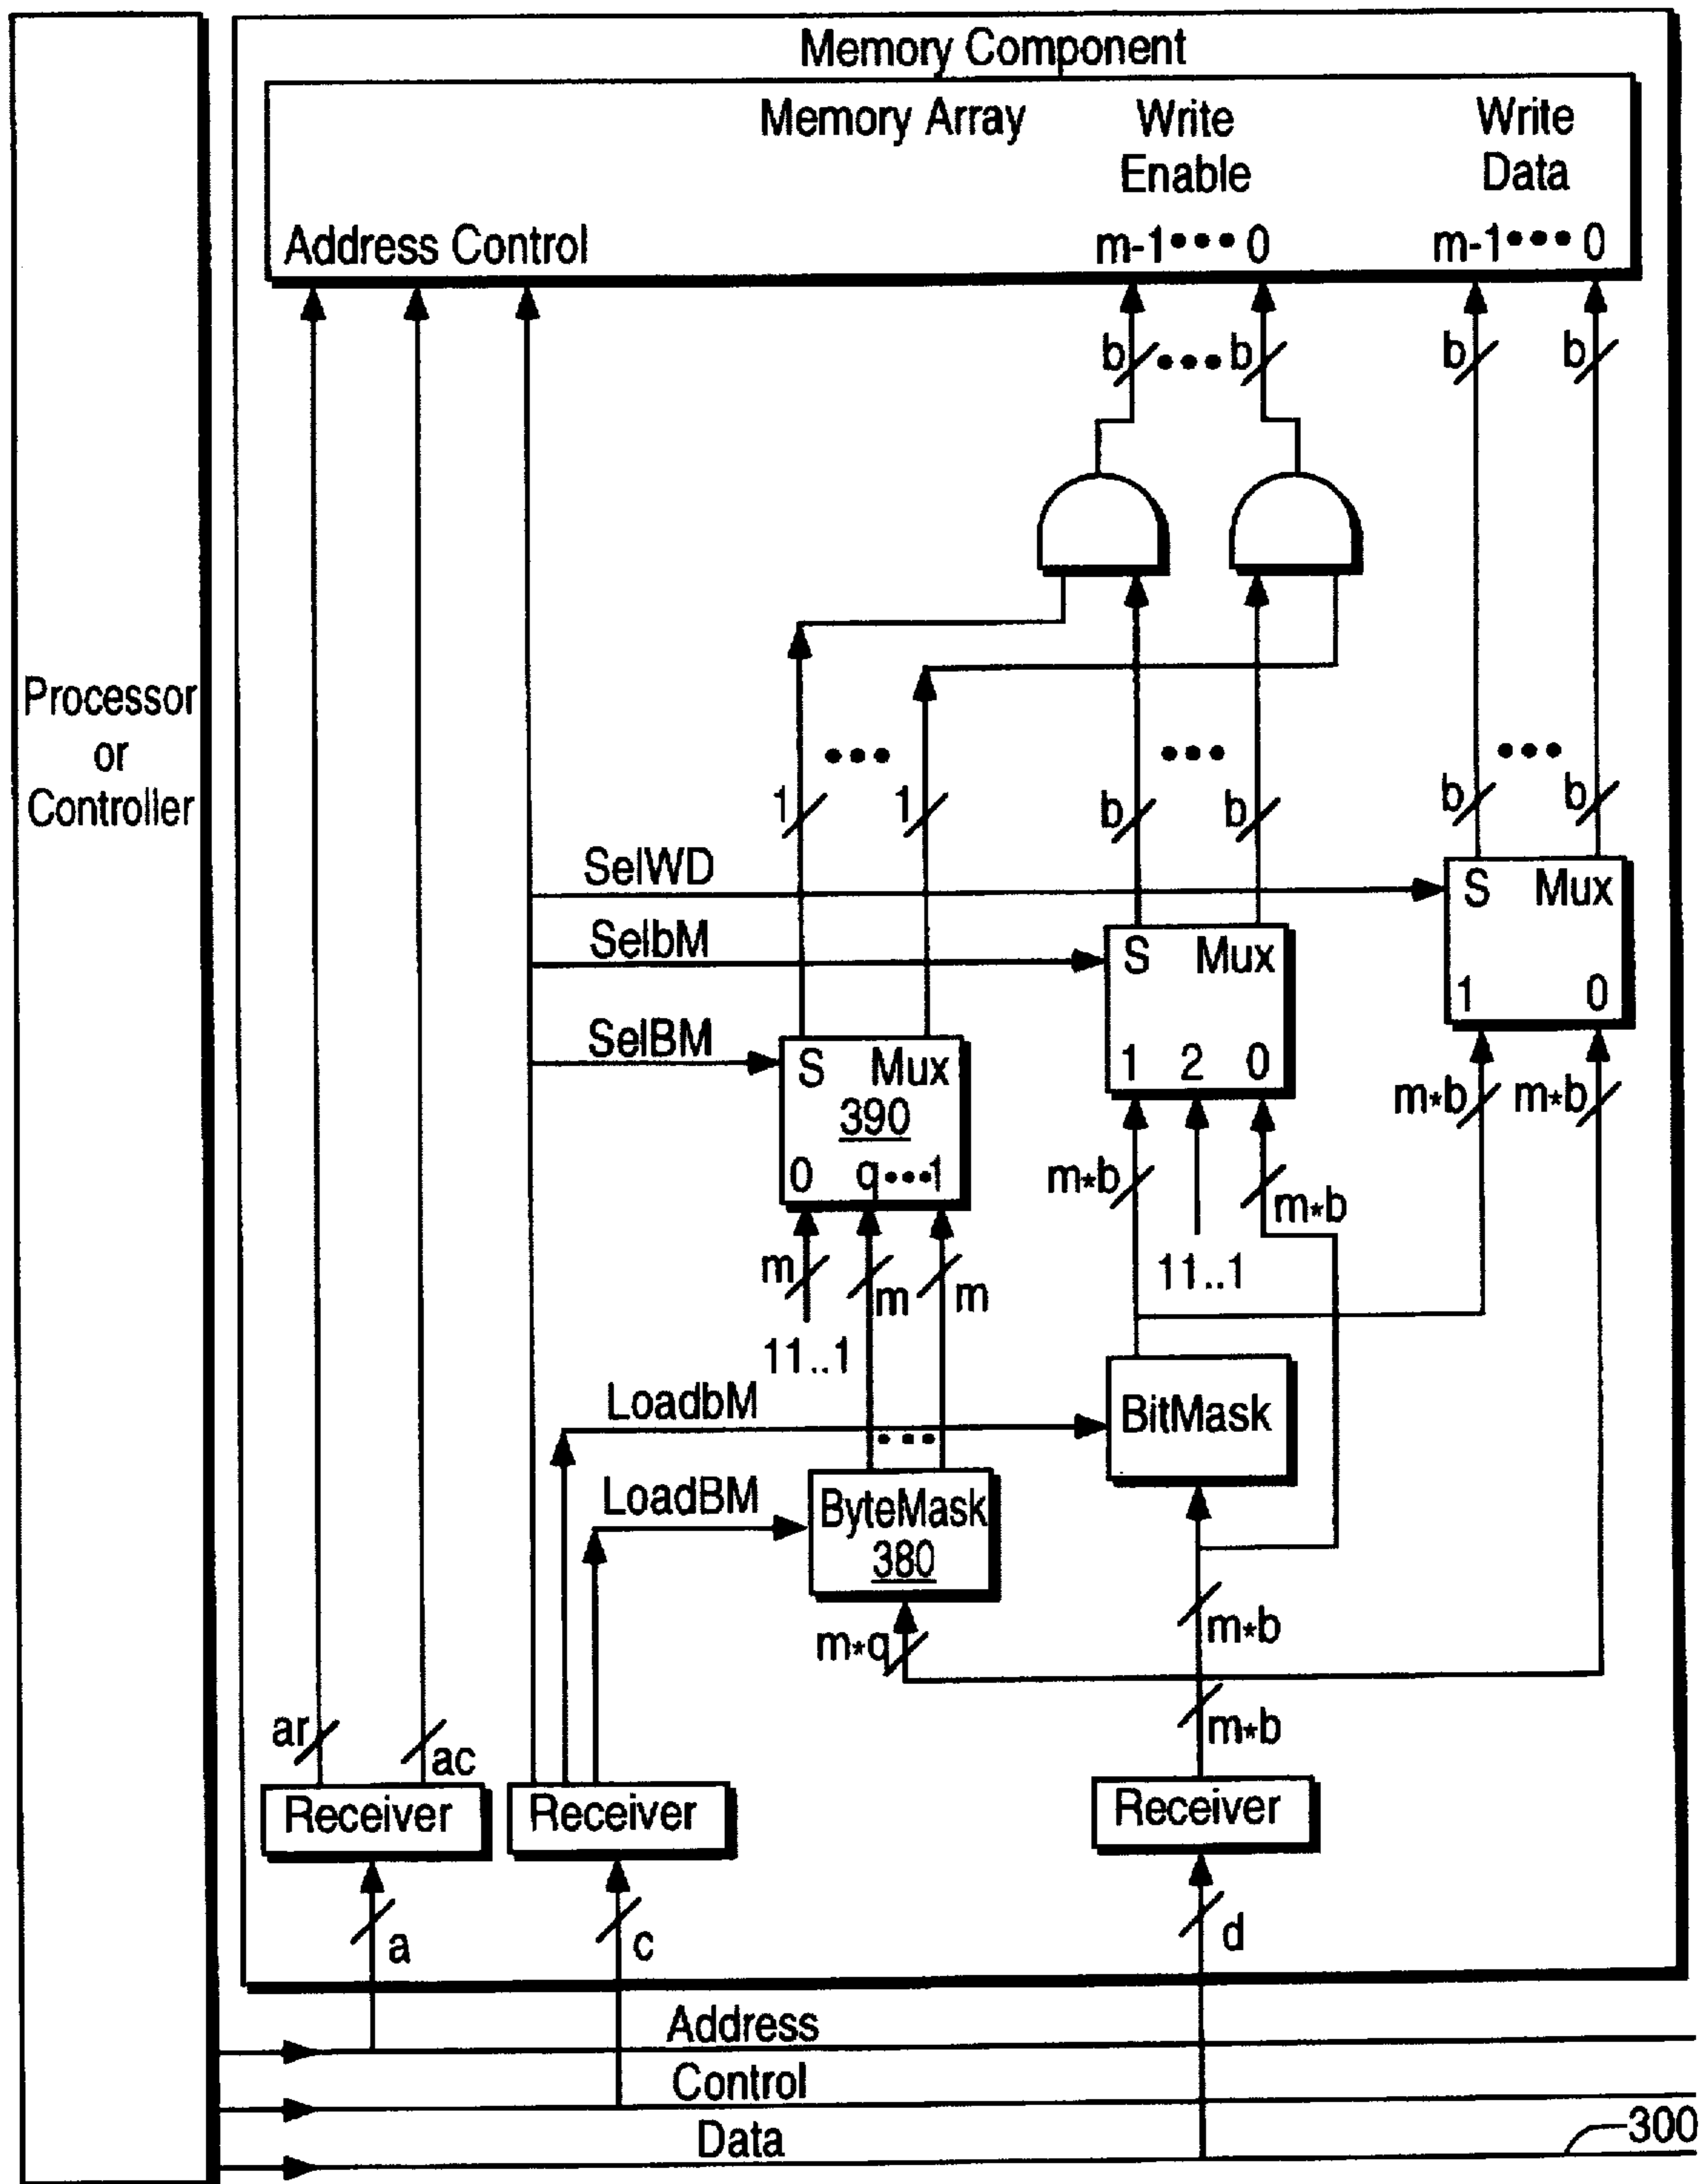 Memory Component
Memory Array
Write Enable
Write Data
Address Control
m-1•••0
m-1•••0
b
•••
b
b
b
Processor or Controller
•••
•••
•••
1
1
b
b
b
b
SelWD
S Mux
1 0
SelbM
S Mux
1 2 0
SelBM
S Mux
390
0 q•••1
m*b
m*b
m*b
m*b
m
m
m
11..1
11..1
LoadbM
BitMask
•••
LoadBM
ByteMask
380
m*q
m*b
m*b
ar
ac
Receiver
Receiver
Receiver
a
c
d
Address
Control
Data
300